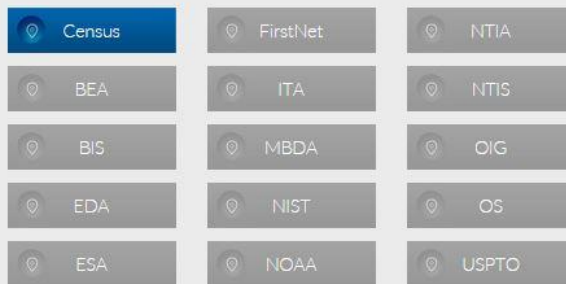 Census FirstNet NTIA
BEA ITA NTIS
BIS MBDA OIG
EDA NIST OS
ESA NOAA USPTO